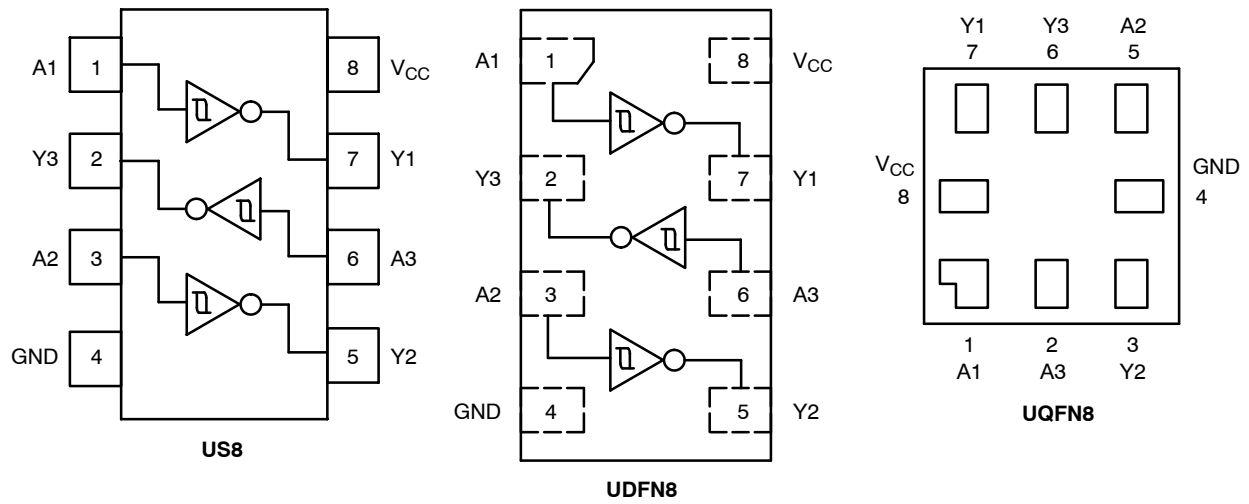 A1 1 8 VCC
Y3 2 7 Y1
A2 3 6 A3
GND 4 5 Y2
US8
A1 1 8 VCC
Y3 2 7 Y1
A2 3 6 A3
GND 4 5 Y2
UDFN8
Y1 Y3 A2
7 6 5
VCC GND
8 4
1 2 3
A1 A3 Y2
UQFN8